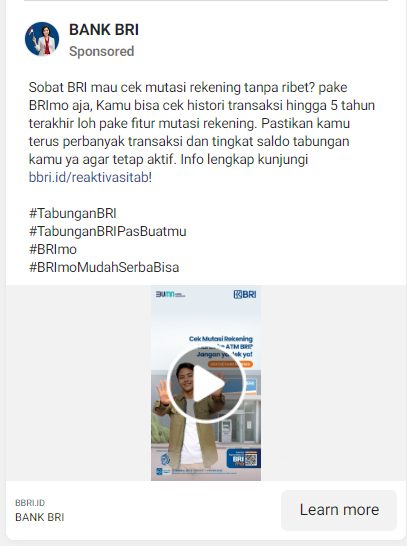 BANK BRI
Sponsored
Sobat BRI mau cek mutasi rekening tanpa ribet? pake
BRImo aja, Kamu bisa cek histori transaksi hingga 5 tahun
terakhir loh pake fitur mutasi rekening. Pastikan kamu
terus perbanyak transaksi dan tingkat saldo tabungan
kamu ya agar tetap aktif. Info lengkap kunjungi
bbri.id/reaktivasitab!
#TabunganBRI
#TabunganBRIPasBuatmu
#BRImo
#BRImoMudahSerbaBisa
BUMN
BRI
Cek Mutasi Rekening
ke ATM BRI?
Jangan
ya!
BRI
BBRI.ID
BANK BRI
Learn more